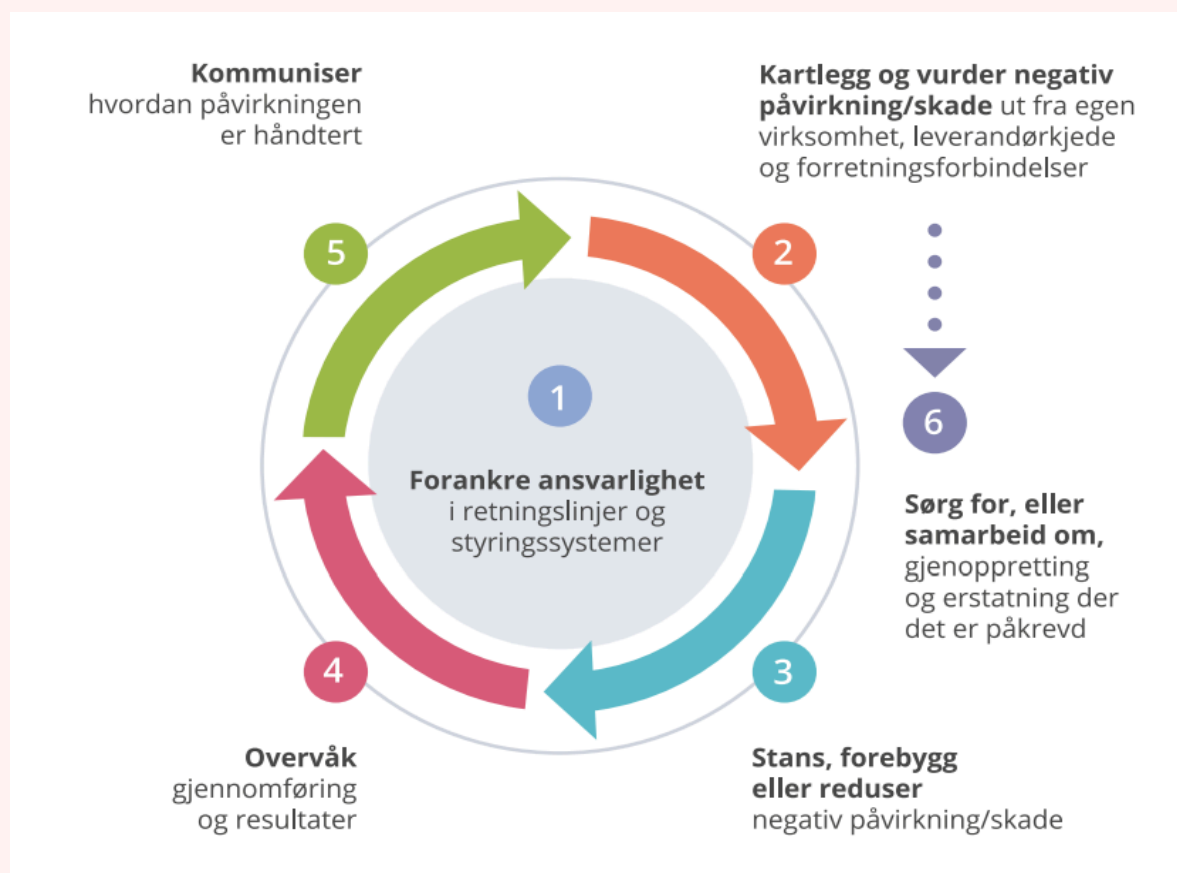 1
Forankre ansvarlighet
i retningslinjer og
styringssystemer
2
Kartlegg og vurder negativ
påvirkning/skade ut fra egen
virksomhet, leverandørkjede
og forretningsforbindelser
3
Stans, forebygg
eller reduser
negativ påvirkning/skade
4
Overvåk
gjennomføring
og resultater
5
Kommuniser
hvordan påvirkningen
er håndtert
6
Sørg for, eller
samarbeid om,
gjenoppretting
og erstatning der
det er påkrevd